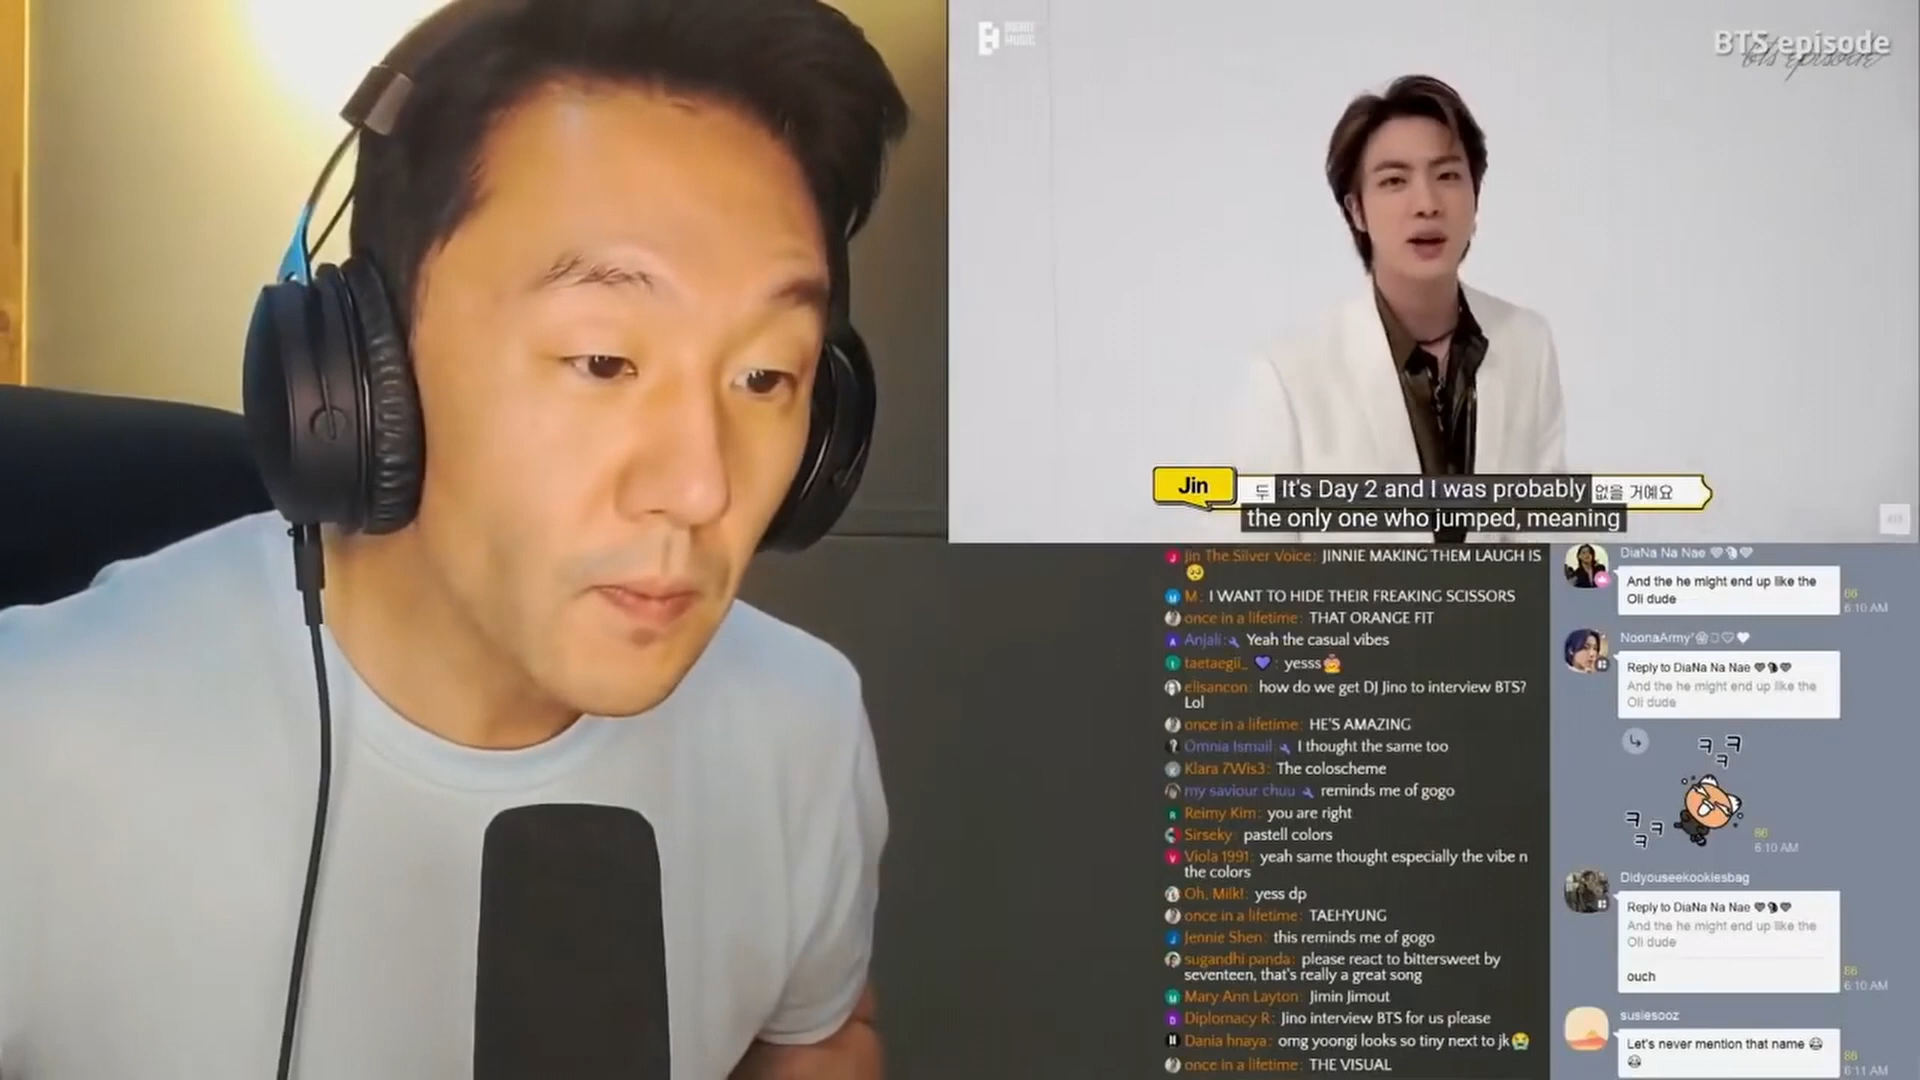 BIGHIT
MUSIC
BTS episode
bts episode
Jin
두
It's Day 2 and I was probably
없을 거예요
the only one who jumped, meaning
Jin The Silver Voice: JINNIE MAKING THEM LAUGH IS
🥺
M: I WANT TO HIDE THEIR FREAKING SCISSORS
once in a lifetime: THAT ORANGE FIT
Anjali: Yeah the casual vibes
taetaegii_ 💜: yesss
elisancon: how do we get DJ Jino to interview BTS?
Lol
once in a lifetime: HE'S AMAZING
Omnia Ismail I thought the same too
Klara 7Wis3: The coloscheme
my saviour chuu reminds me of gogo
Reimy Kim: you are right
Sirseky: pastell colors
Viola 1991: yeah same thought especially the vibe n
the colors
Oh, Milk!: yess dp
once in a lifetime: TAEHYUNG
Jennie Shen: this reminds me of gogo
sugandhi panda: please react to bittersweet by
seventeen, that's really a great song
Mary Ann Layton: Jimin Jimout
Diplomacy R: Jino interview BTS for us please
Dania hnaya: omg yoongi looks so tiny next to jk😭
once in a lifetime: THE VISUAL
DiaNa Na Nae
And the he might end up like the
Oli dude
86
6:10 AM
NoonaArmy
Reply to DiaNa Na Nae
And the he might end up like the
Oli dude
ㅋ ㅋ
ㅋ
ㅋ ㅋ
ㅋ
86
6:10 AM
Didyouseekookiesbag
Reply to DiaNa Na Nae
And the he might end up like the
Oli dude
ouch
86
6:10 AM
susiesooz
Let's never mention that name
86
6:11 AM